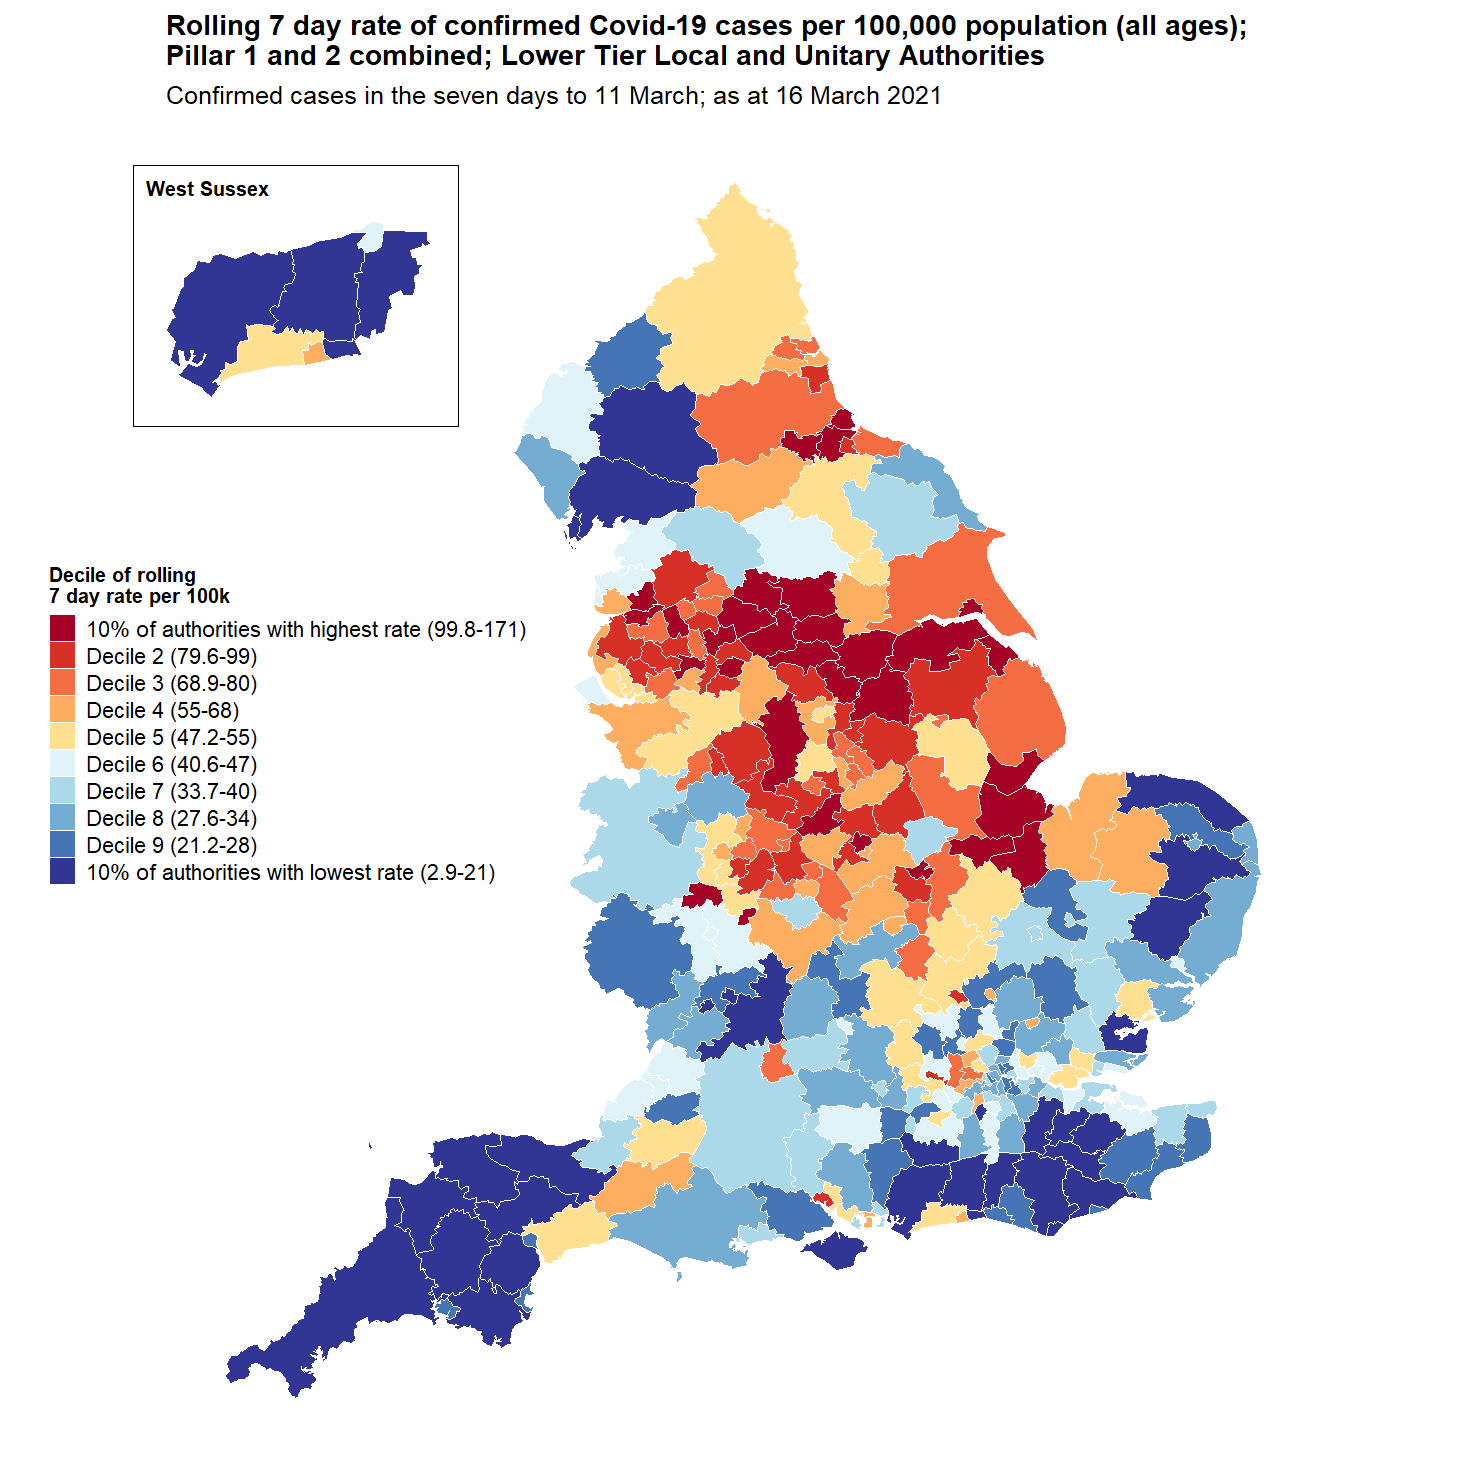 Rolling 7 day rate of confirmed Covid-19 cases per 100,000 population (all ages);
Pillar 1 and 2 combined; Lower Tier Local and Unitary Authorities
Confirmed cases in the seven days to 11 March; as at 16 March 2021
West Sussex
Decile of rolling
7 day rate per 100k
10% of authorities with highest rate (99.8-171)
Decile 2 (79.6-99)
Decile 3 (68.9-80)
Decile 4 (55-68)
Decile 5 (47.2-55)
Decile 6 (40.6-47)
Decile 7 (33.7-40)
Decile 8 (27.6-34)
Decile 9 (21.2-28)
10% of authorities with lowest rate (2.9-21)